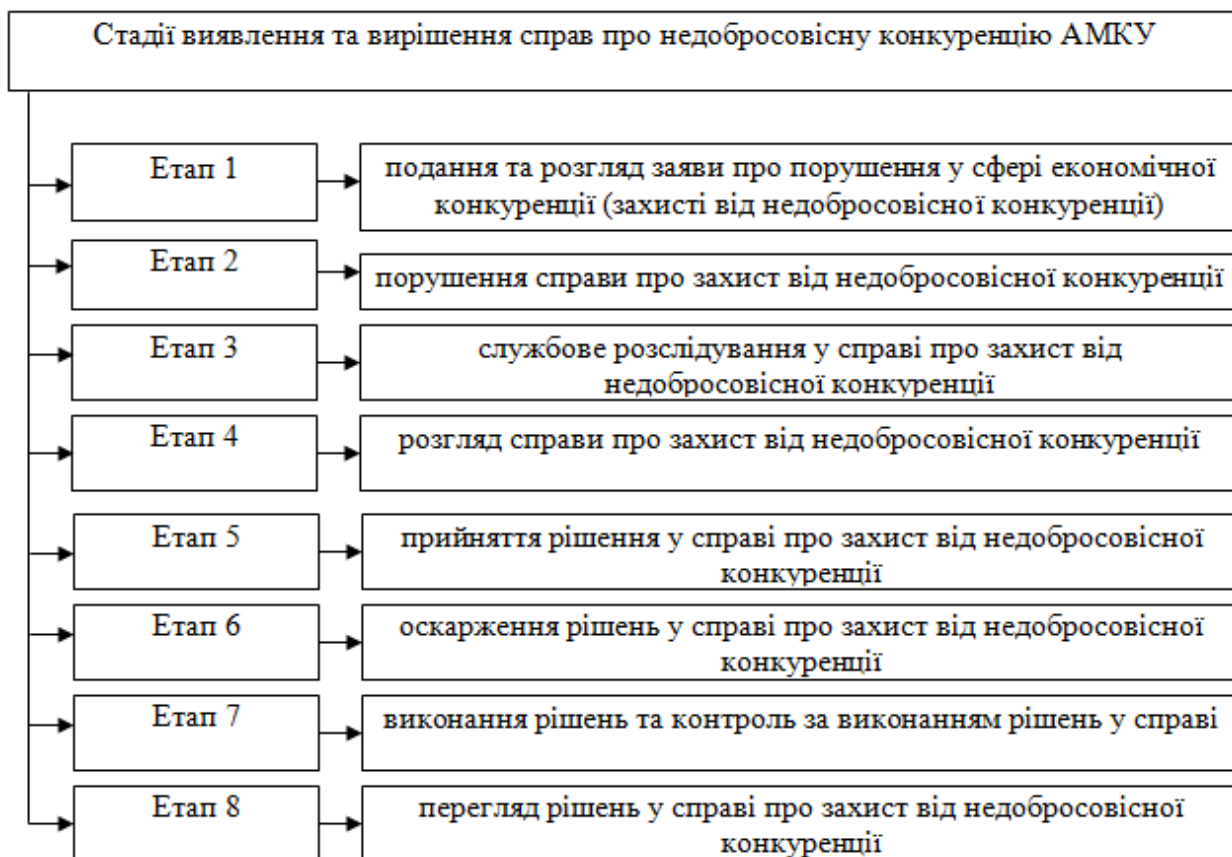 Стадії виявлення та вирішення справ про недобросовісну конкуренцію АМКУ
Етап 1
подання та розгляд заяви про порушення у сфері економічної
конкуренції (захисті від недобросовісної конкуренції)
Етап 2
порушення справи про захист від недобросовісної конкуренції
Етап 3
службове розслідування у справі про захист від
недобросовісної конкуренції
Етап 4
розгляд справи про захист від недобросовісної конкуренції
Етап 5
прийняття рішення у справі про захист від недобросовісної
конкуренції
Етап 6
оскарження рішень у справі про захист від недобросовісної
конкуренції
Етап 7
виконання рішень та контроль за виконанням рішень у справі
Етап 8
перегляд рішень у справі про захист від недобросовісної
конкуренції